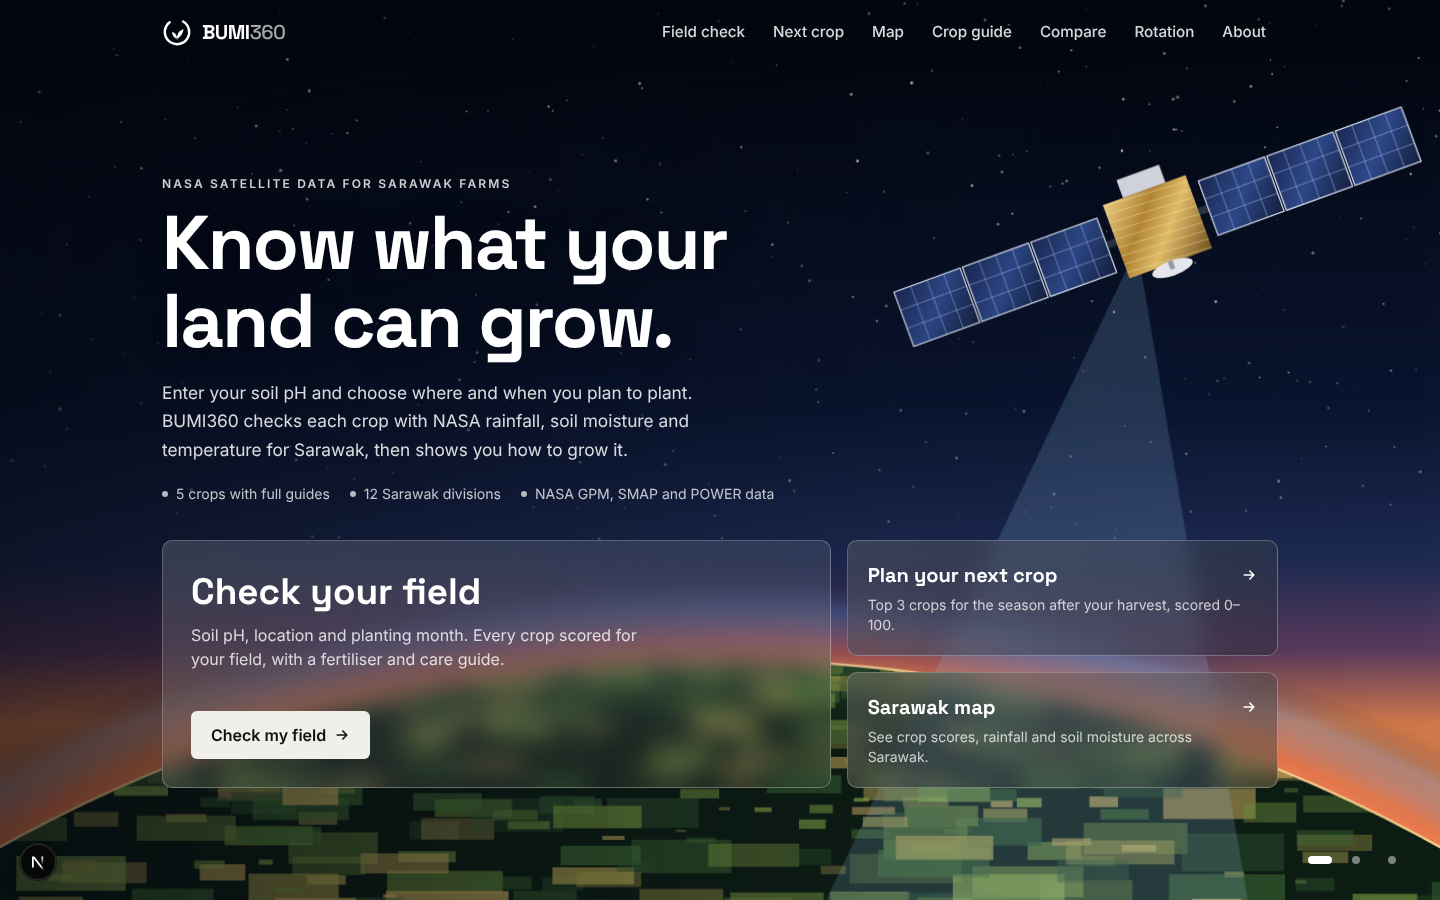 BUMI360
Field check
Next crop
Map
Crop guide
Compare
Rotation
About
NASA SATELLITE DATA FOR SARAWAK FARMS
Know what your
land can grow.
Enter your soil pH and choose where and when you plan to plant.
BUMI360 checks each crop with NASA rainfall, soil moisture and
temperature for Sarawak, then shows you how to grow it.
5 crops with full guides
12 Sarawak divisions
NASA GPM, SMAP and POWER data
Check your field
Soil pH, location and planting month. Every crop scored for
your field, with a fertiliser and care guide.
Check my field →
Plan your next crop →
Top 3 crops for the season after your harvest, scored 0–
100.
Sarawak map →
See crop scores, rainfall and soil moisture across
Sarawak.
N